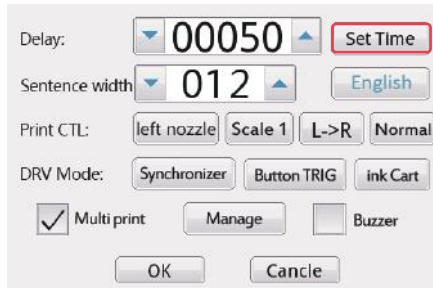 Delay: 00050 Set Time
Sentence width 012 English
Print CTL: left nozzle Scale 1 L->R Normal
DRV Mode: Synchronizer Button TRIG ink Cart
Multi print Manage Buzzer
OK Cancle